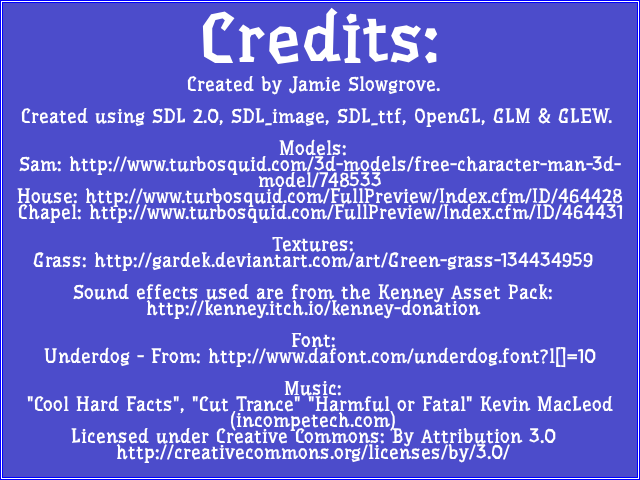 Credits:
Created by Jamie Slowgrove.
Created using SDL 2.0, SDL_image, SDL_ttf, OpenGL, GLM & GLEW.
Models:
Sam: http://www.turbosquid.com/3d-models/free-character-man-3d-
model/748533
House: http://www.turbosquid.com/FullPreview/Index.cfm/ID/464428
Chapel: http://www.turbosquid.com/FullPreview/Index.cfm/ID/464431
Textures:
Grass: http://gardek.deviantart.com/art/Green-grass-134434959
Sound effects used are from the Kenney Asset Pack:
http://kenney.itch.io/kenney-donation
Font:
Underdog - From: http://www.dafont.com/underdog.font?l[]=10
Music:
"Cool Hard Facts", "Cut Trance" "Harmful or Fatal" Kevin MacLeod
(incompetech.com)
Licensed under Creative Commons: By Attribution 3.0
http://creativecommons.org/licenses/by/3.0/